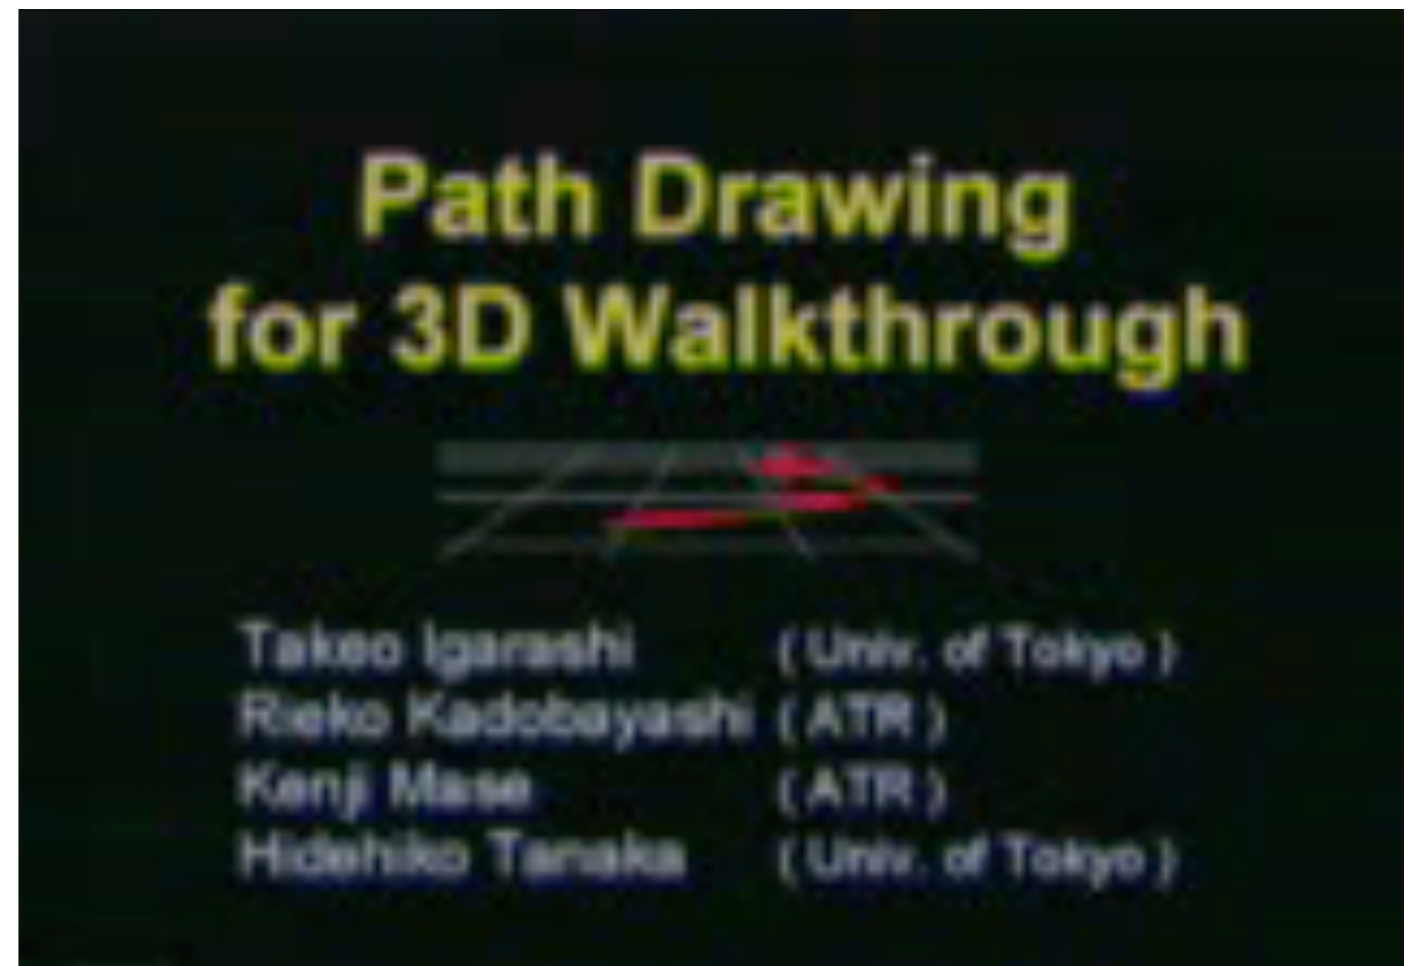 Path Drawing
for 3D Walkthrough
Takeo Igarashi ( Univ. of Tokyo )
Rieko Kadobayashi ( ATR )
Kenji Mase ( ATR )
Hidehiko Tanaka ( Univ. of Tokyo )